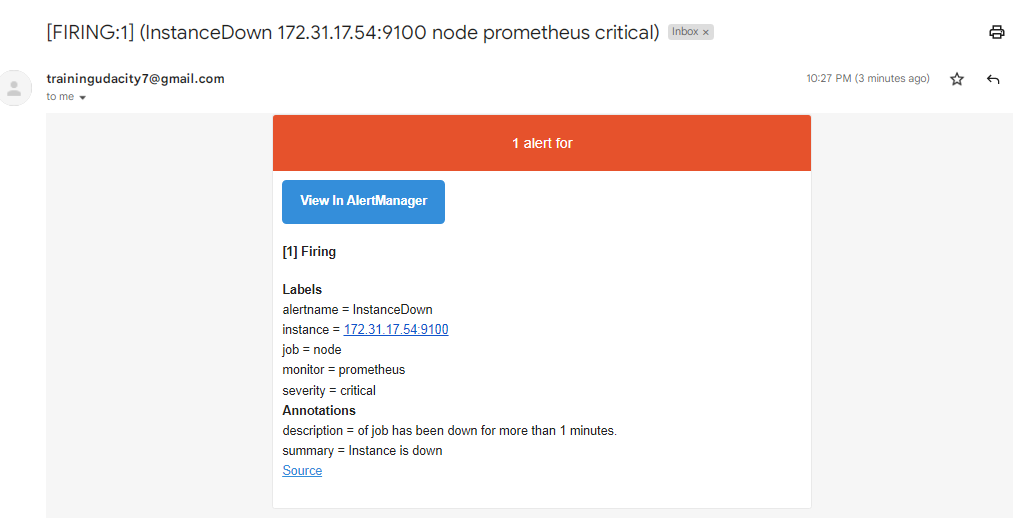 [FIRING:1] (InstanceDown 172.31.17.54:9100 node prometheus critical) Inbox ×
trainingudacity7@gmail.com 10:27 PM (3 minutes ago)
to me
1 alert for
View In AlertManager
[1] Firing
Labels
alertname = InstanceDown
instance = 172.31.17.54:9100
job = node
monitor = prometheus
severity = critical
Annotations
description = of job has been down for more than 1 minutes.
summary = Instance is down
Source